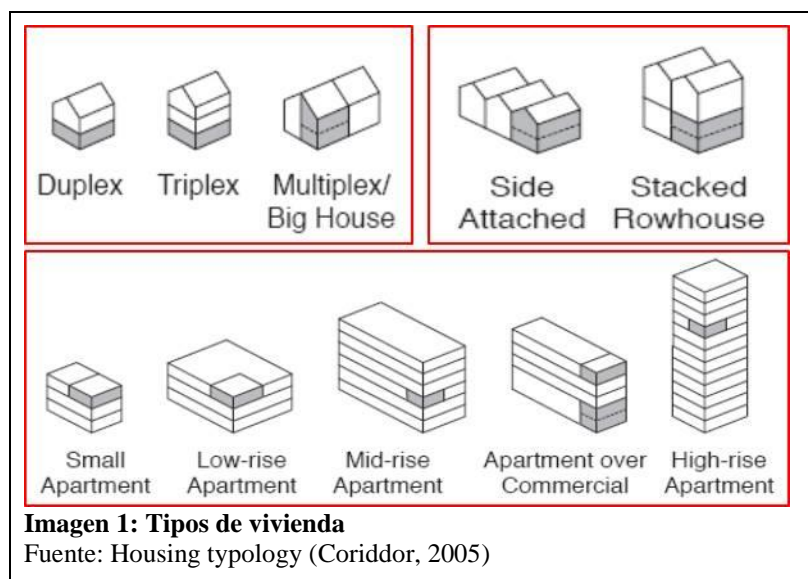 Duplex
Triplex
Multiplex/
Big House
Side
Attached
Stacked
Rowhouse
Small
Apartment
Low-rise
Apartment
Mid-rise
Apartment
Apartment over
Commercial
High-rise
Apartment
Imagen 1: Tipos de vivienda
Fuente: Housing typology (Coriddor, 2005)